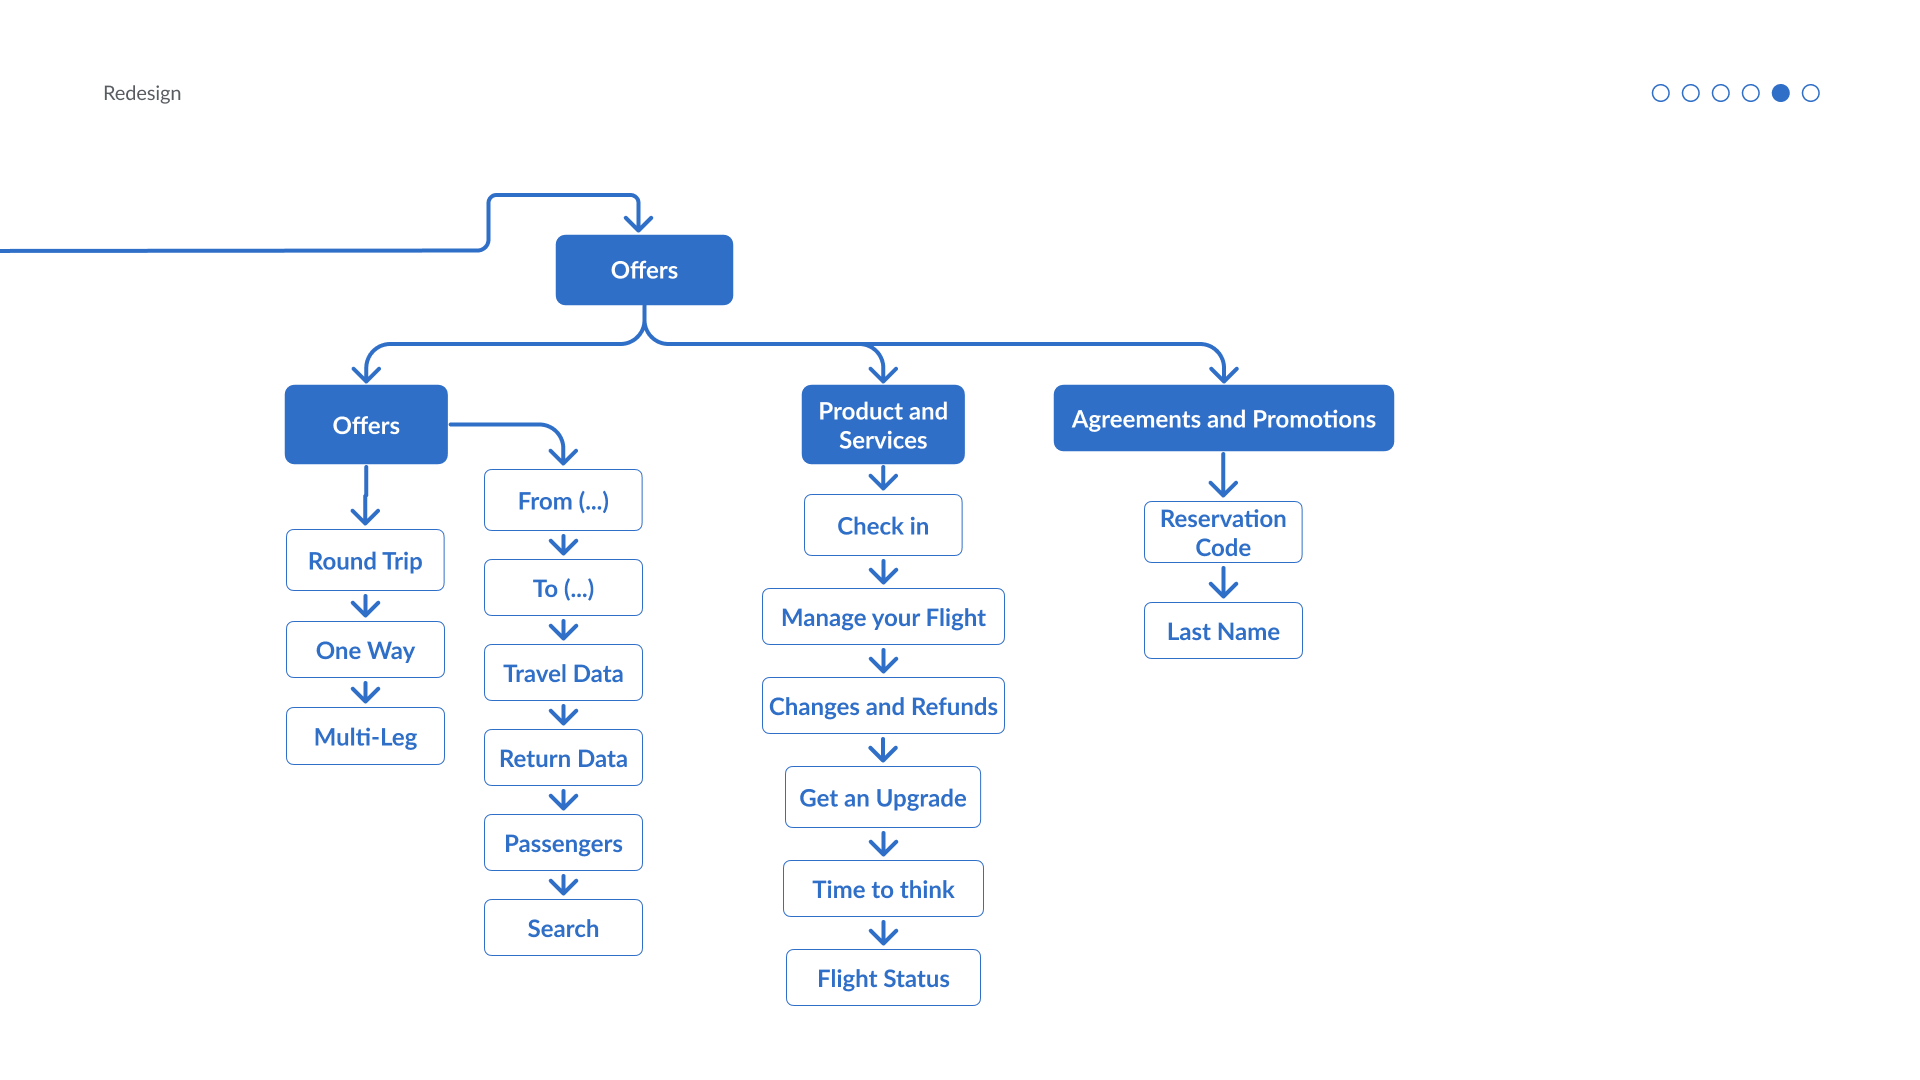 Redesign
Offers
Offers
Round Trip
One Way
Multi-Leg
From (...)
To (...)
Travel Data
Return Data
Passengers
Search
Product and
Services
Check in
Manage your Flight
Changes and Refunds
Get an Upgrade
Time to think
Flight Status
Agreements and Promotions
Reservation
Code
Last Name